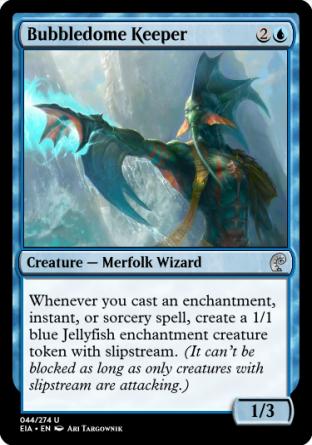 Bubbledome Keeper 2
Creature — Merfolk Wizard
Whenever you cast an enchantment,
instant, or sorcery spell, create a 1/1
blue Jellyfish enchantment creature
token with slipstream. (It can't be
blocked as long as only creatures with
slipstream are attacking.)
1/3
044/274 U
EIA • EN Ari Targownik